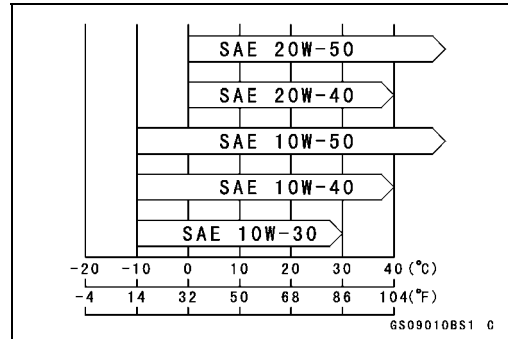 SAE 20W-50
SAE 20W-40
SAE 10W-50
SAE 10W-40
SAE 10W-30
-20 -10 0 10 20 30 40 (°C)
-4 14 32 50 68 86 104(°F)
GS09010BS1 C